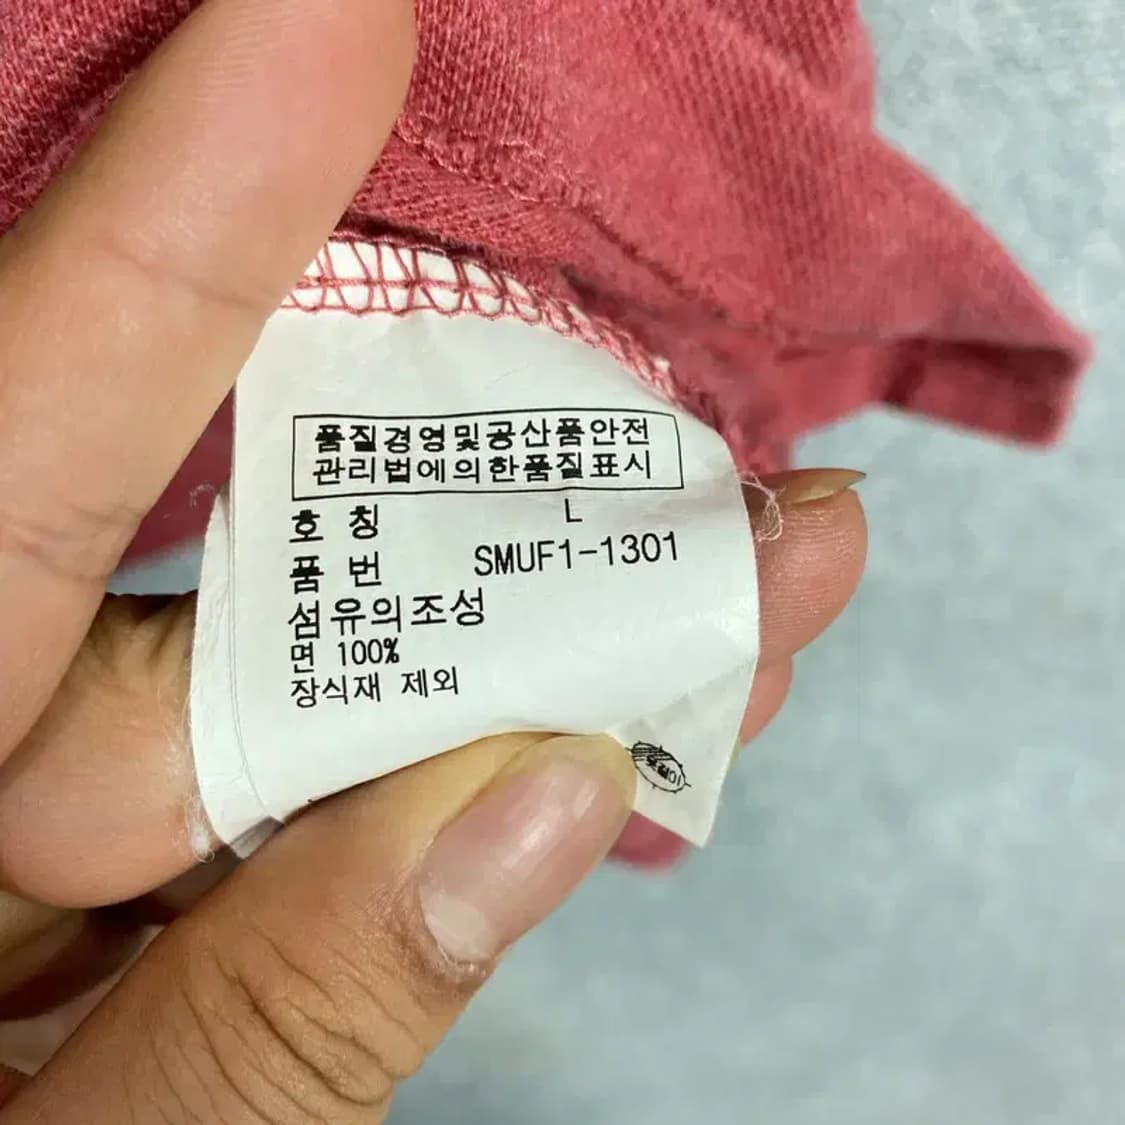 품질경영및공산품안전
관리법에의한품질표시
호 칭 L
품 번 SMUF1-1301
섬유의조성
면 100%
장식재 제외